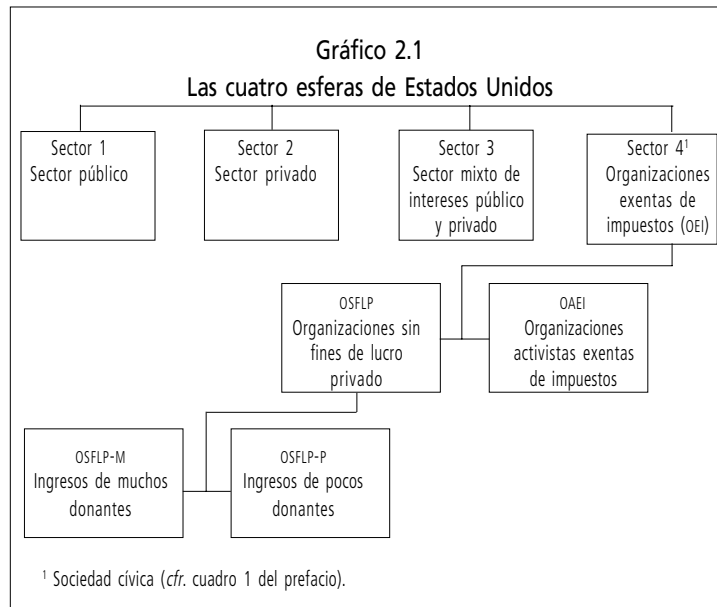 Gráfico 2.1
Las cuatro esferas de Estados Unidos
Sector 1
Sector público
Sector 2
Sector privado
Sector 3
Sector mixto de
intereses público
y privado
Sector 4¹
Organizaciones
exentas de
impuestos (OEI)
OSFLP
Organizaciones sin
fines de lucro
privado
OAEI
Organizaciones
activistas exentas
de impuestos
OSFLP-M
Ingresos de muchos
donantes
OSFLP-P
Ingresos de pocos
donantes
¹ Sociedad cívica (cfr. cuadro 1 del prefacio).